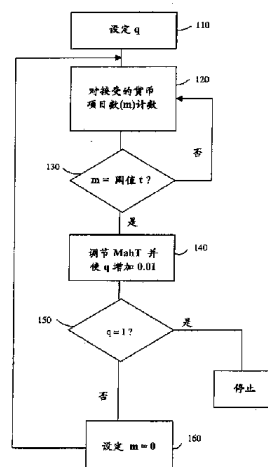 设定 q
110
对接受的货币
项目数(m)计数
120
否
130
m = 阈值 t ?
是
调节 MahT 并
使 q 增加 0.01
140
150
q = 1 ?
是
否
停止
设定 m = 0
160